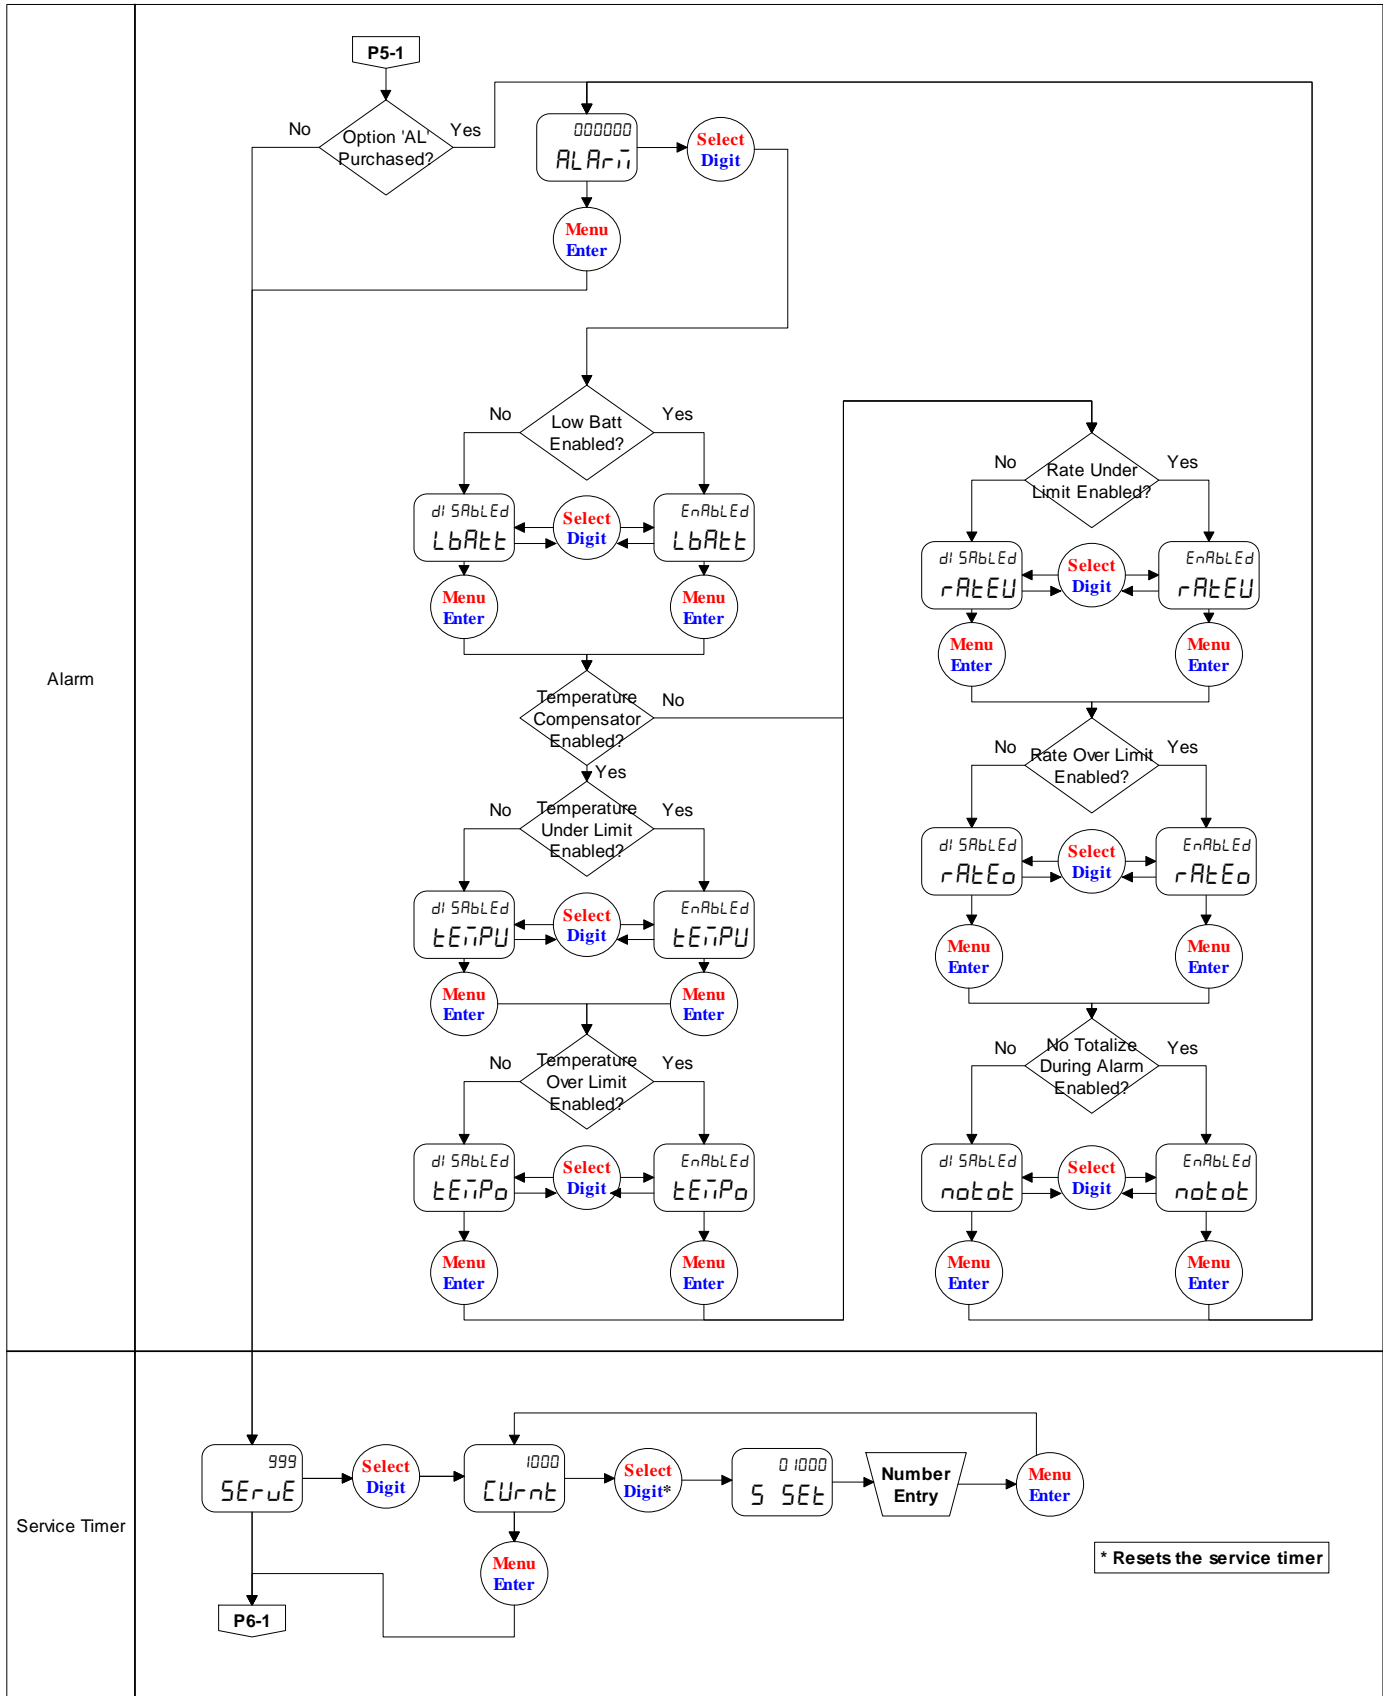 P5-1
No
Option 'AL'
Purchased?
Yes
000000
ALArm
Select
Digit
Menu
Enter
No
Low Batt
Enabled?
Yes
dISAbLEd
LbAtt
Select
Digit
EnAbLEd
LbAtt
Menu
Enter
Menu
Enter
Alarm
Temperature
Compensator
Enabled?
No
Yes
No
Temperature
Under Limit
Enabled?
Yes
dISAbLEd
tEmPU
Select
Digit
EnAbLEd
tEmPU
Menu
Enter
Menu
Enter
No
Temperature
Over Limit
Enabled?
Yes
dISAbLEd
tEmPo
Select
Digit
EnAbLEd
tEmPo
Menu
Enter
Menu
Enter
No
Rate Under
Limit Enabled?
Yes
dISAbLEd
rAtEU
Select
Digit
EnAbLEd
rAtEU
Menu
Enter
Menu
Enter
No
Rate Over Limit
Enabled?
Yes
dISAbLEd
rAtEo
Select
Digit
EnAbLEd
rAtEo
Menu
Enter
Menu
Enter
No
No Totalize
During Alarm
Enabled?
Yes
dISAbLEd
notot
Select
Digit
EnAbLEd
notot
Menu
Enter
Menu
Enter
Service Timer
999
SErvE
Select
Digit
1000
CUrnt
Select
Digit*
01000
S SEt
Number
Entry
Menu
Enter
Menu
Enter
* Resets the service timer
P6-1